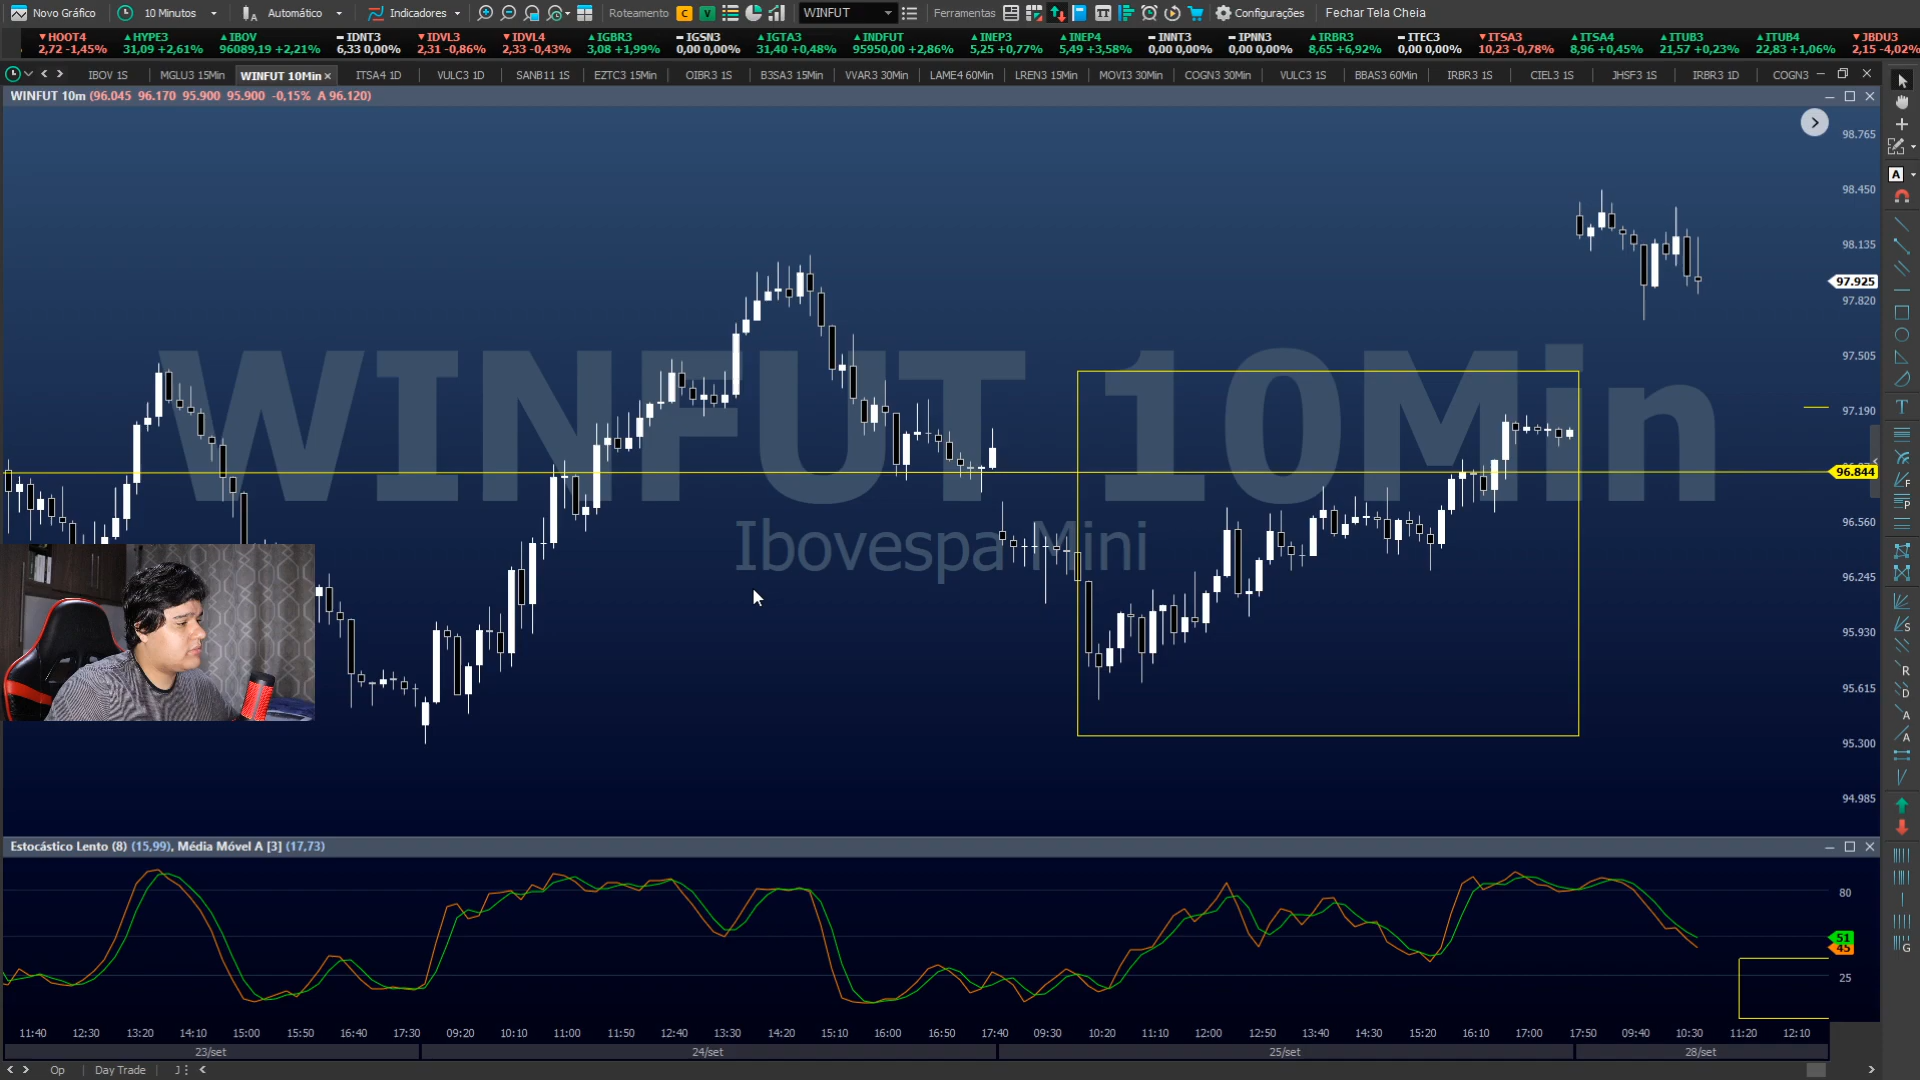 Novo Gráfico 10 Minutos Automático Indicadores Roteamento C V WINFUT V Ferramentas Configurações Fechar Tela Cheia
HOOT4 HYPE3 IBOV IDNT3 IDVL3 IDVL4 IGBR3 IGSN3 IGTA3 INDFUT INEP3 INEP4 INNT3 IPNN3 IRBR3 ITEC3 ITSA3 ITSA4 ITUB3 ITUB4 JBDU3
2,72 -1,45% 31,09 +2,61% 96089,19 +2,21% 6,33 0,00% 2,31 -0,86% 2,33 -0,43% 3,08 +1,99% 0,00 0,00% 31,40 +0,48% 95950,00 +2,86% 5,25 +0,77% 5,49 +3,58% 0,00 0,00% 0,00 0,00% 8,65 +6,92% 0,00 0,00% 10,23 -0,78% 8,96 +0,45% 21,57 +0,23% 22,83 +1,06% 2,15 -4,02%
IBOV 1S MGLU3 15Min WINFUT 10Min ITSA4 1D VULC3 1D SANB11 1S EZTC3 15Min OIBR3 1S B3SA3 15Min VVAR3 30Min LAME4 60Min LREN3 15Min MOVI3 30Min COGN3 30Min VULC3 1S BBAS3 60Min IRBR3 1S CIEL3 1S JHSF3 1S IRBR3 1D COGN3
WINFUT 10m (96.045 96.170 95.900 95.900 -0,15% A 96.120)
98.765
98.450
98.135
97.925
97.820
97.505
WINFUT 10Min
97.190
96.844
96.560
Ibovespa Mini
96.245
95.930
95.615
95.300
94.985
Estocástico Lento (8) (15,99), Média Móvel A [3] (17,73)
80
51
45
25
11:40 12:30 13:20 14:10 15:00 15:50 16:40 17:30 09:20 10:10 11:00 11:50 12:40 13:30 14:20 15:10 16:00 16:50 17:40 09:30 10:20 11:10 12:00 12:50 13:40 14:30 15:20 16:10 17:00 17:50 09:40 10:30 11:20 12:10
23/set 24/set 25/set 28/set
Op Day Trade J